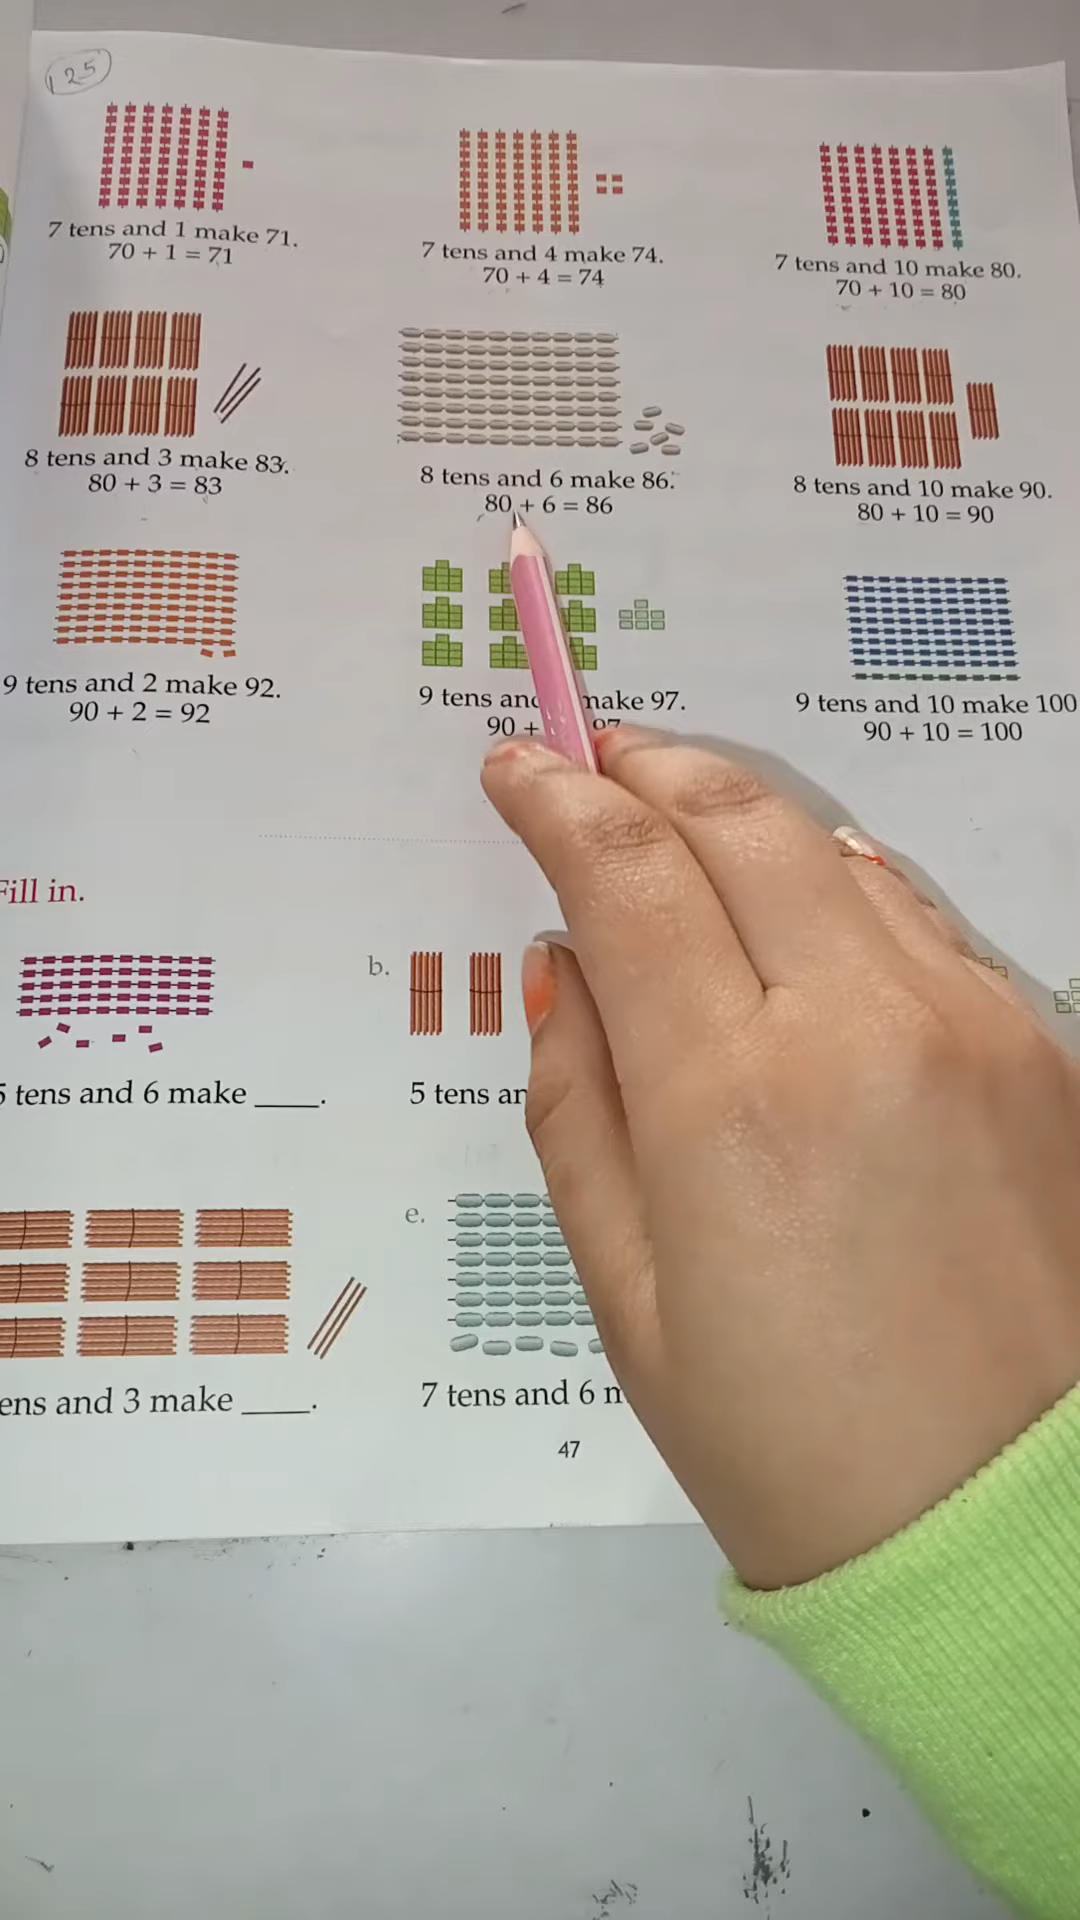 125
7 tens and 1 make 71.
70 + 1 = 71
7 tens and 4 make 74.
70 + 4 = 74
7 tens and 10 make 80.
70 + 10 = 80
8 tens and 3 make 83.
80 + 3 = 83
8 tens and 6 make 86.
80 + 6 = 86
8 tens and 10 make 90.
80 + 10 = 90
9 tens and 2 make 92.
90 + 2 = 92
9 tens make 97.
90 + 97
9 tens and 10 make 100
90 + 10 = 100
Fill in.
5 tens and 6 make ____.
b.
5 tens
and 3 make ____.
e.
7 tens and 6
47